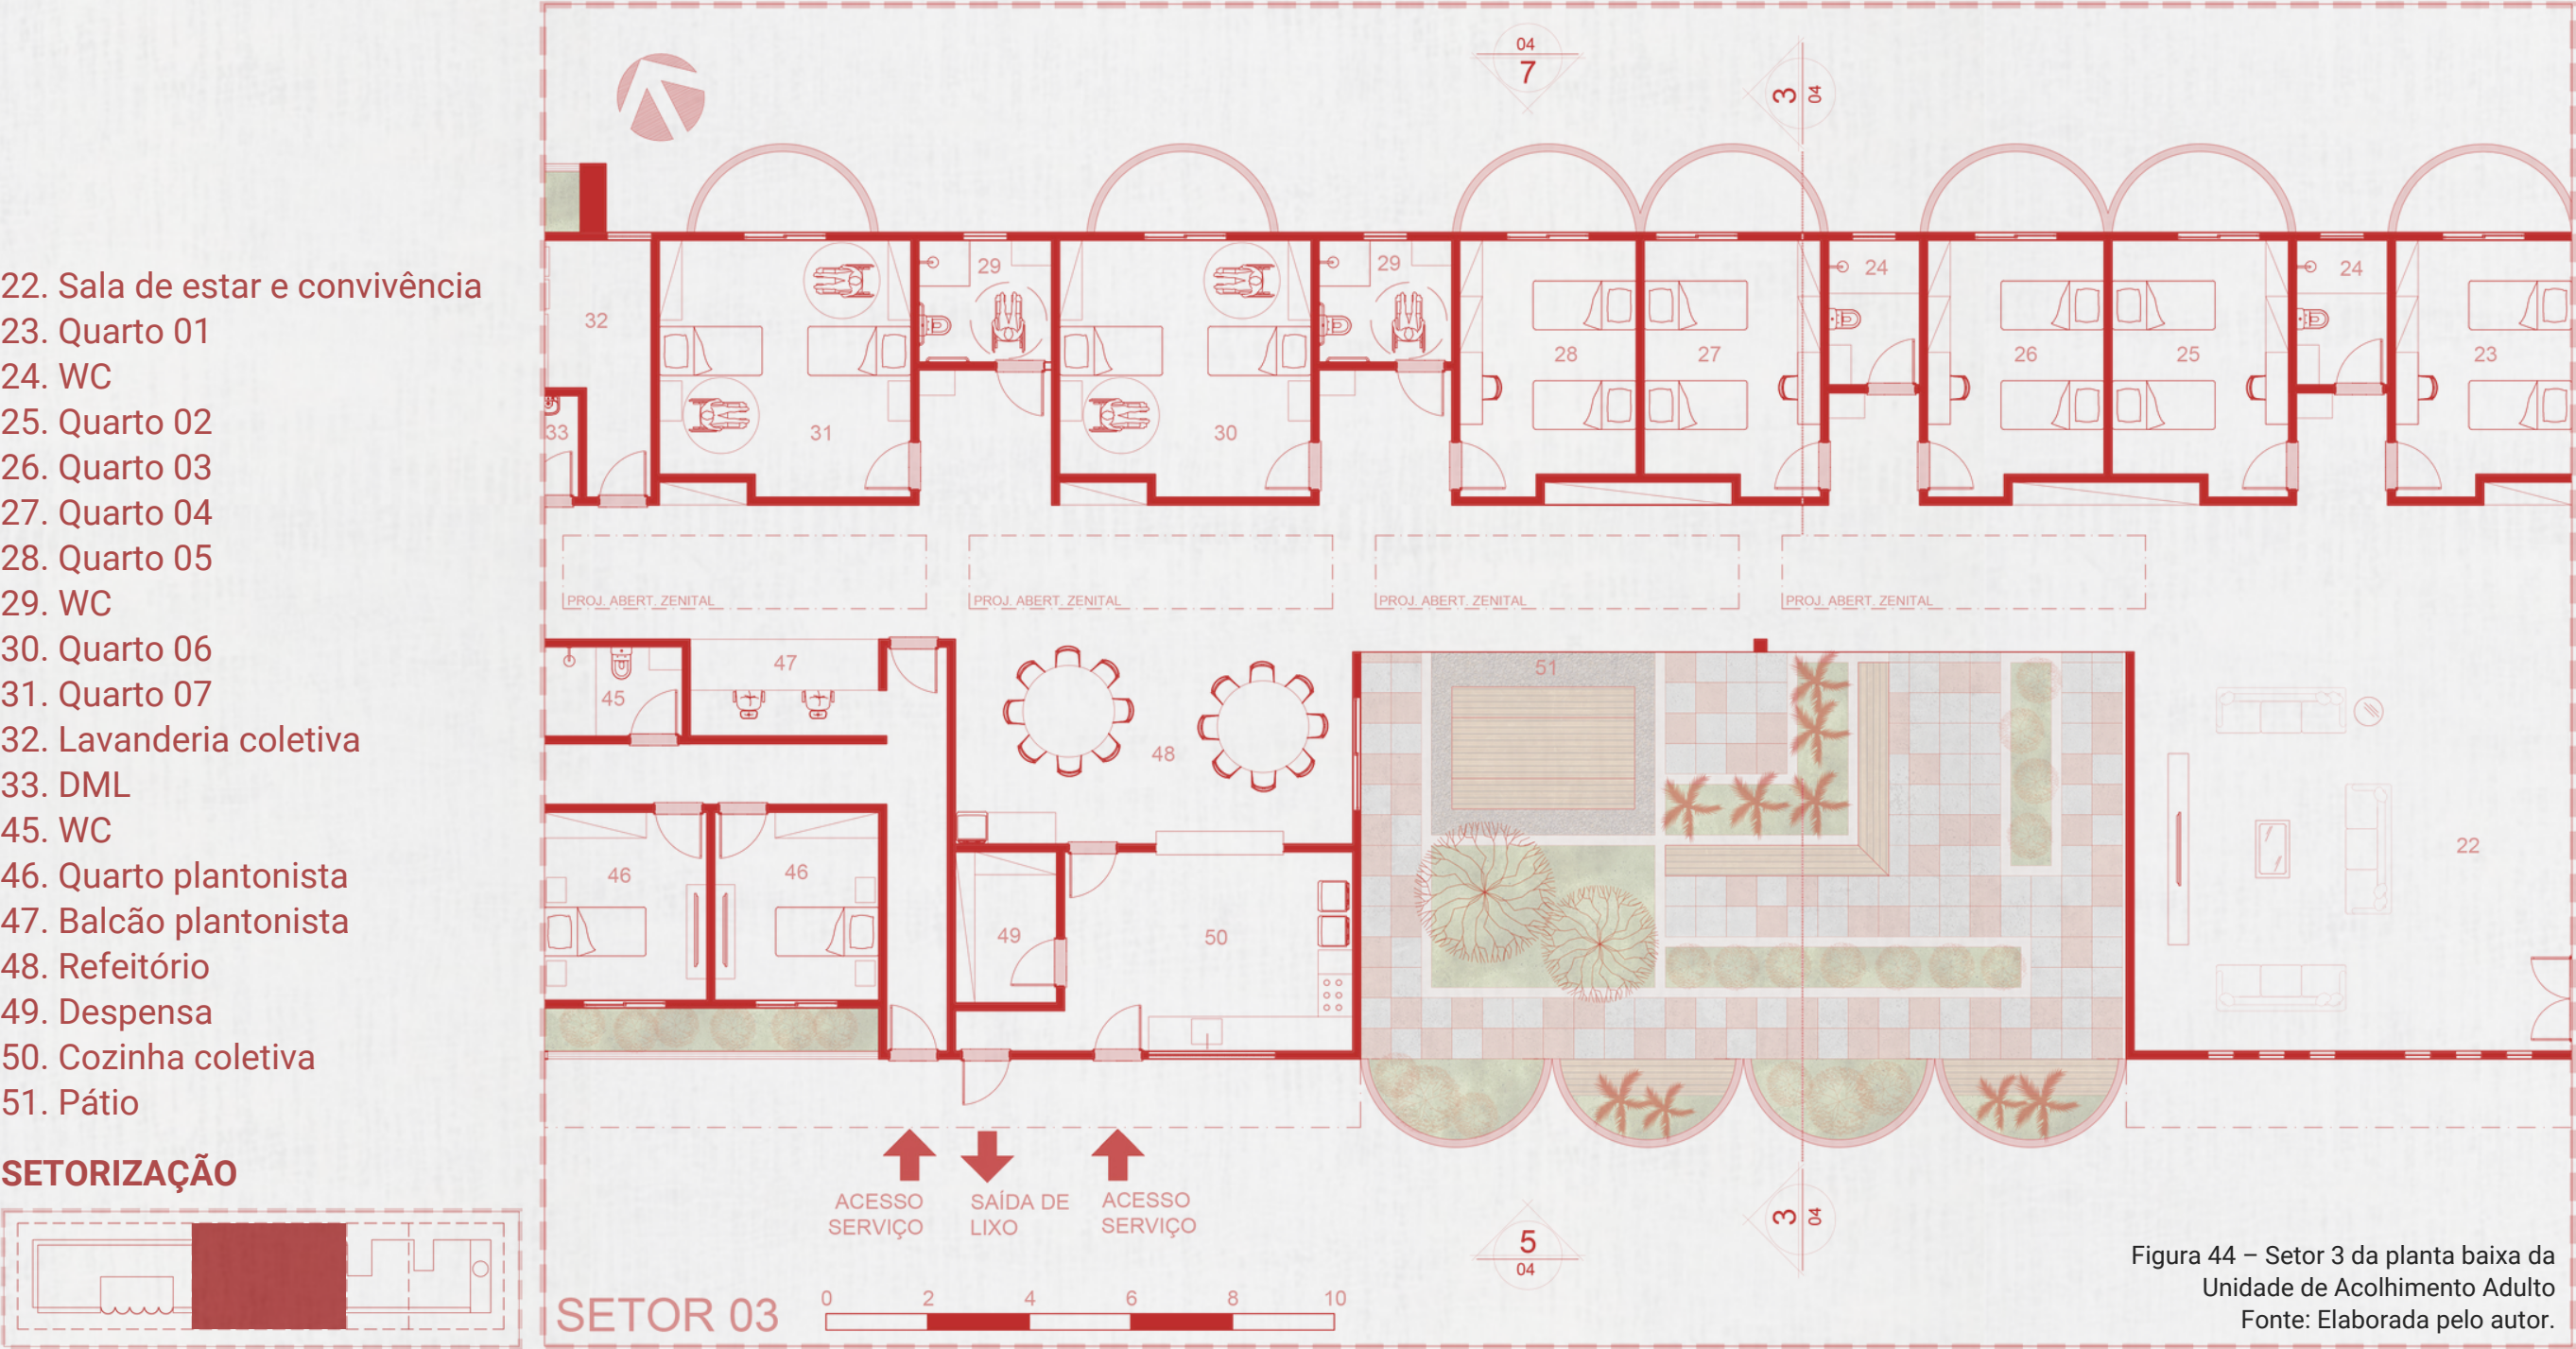 22. Sala de estar e convivência
23. Quarto 01
24. WC
25. Quarto 02
26. Quarto 03
27. Quarto 04
28. Quarto 05
29. WC
30. Quarto 06
31. Quarto 07
32. Lavanderia coletiva
33. DML
45. WC
46. Quarto plantonista
47. Balcão plantonista
48. Refeitório
49. Despensa
50. Cozinha coletiva
51. Pátio
SETORIZAÇÃO
04
7
3
04
32
29
29
24
24
33
31
30
28
27
26
25
23
PROJ. ABERT. ZENITAL
PROJ. ABERT. ZENITAL
PROJ. ABERT. ZENITAL
PROJ. ABERT. ZENITAL
45
47
48
51
46
46
49
50
22
ACESSO
SERVIÇO
SAÍDA DE
LIXO
ACESSO
SERVIÇO
5
04
3
04
SETOR 03
0 2 4 6 8 10
Figura 44 – Setor 3 da planta baixa da
Unidade de Acolhimento Adulto
Fonte: Elaborada pelo autor.